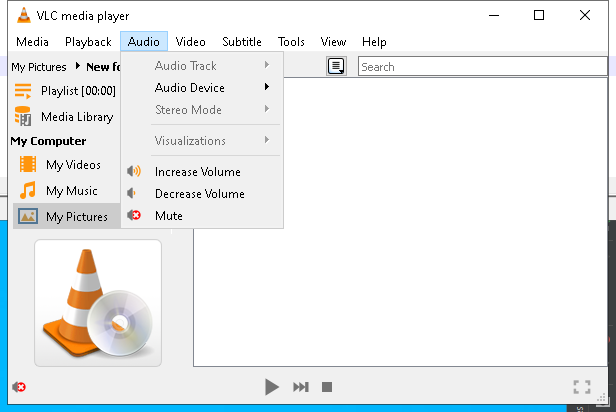 VLC media player
Media Playback Audio Video Subtitle Tools View Help
My Pictures New fo
Search
Playlist [00:00]
Media Library
My Computer
My Videos
My Music
My Pictures
Audio Track
Audio Device
Stereo Mode
Visualizations
Increase Volume
Decrease Volume
Mute